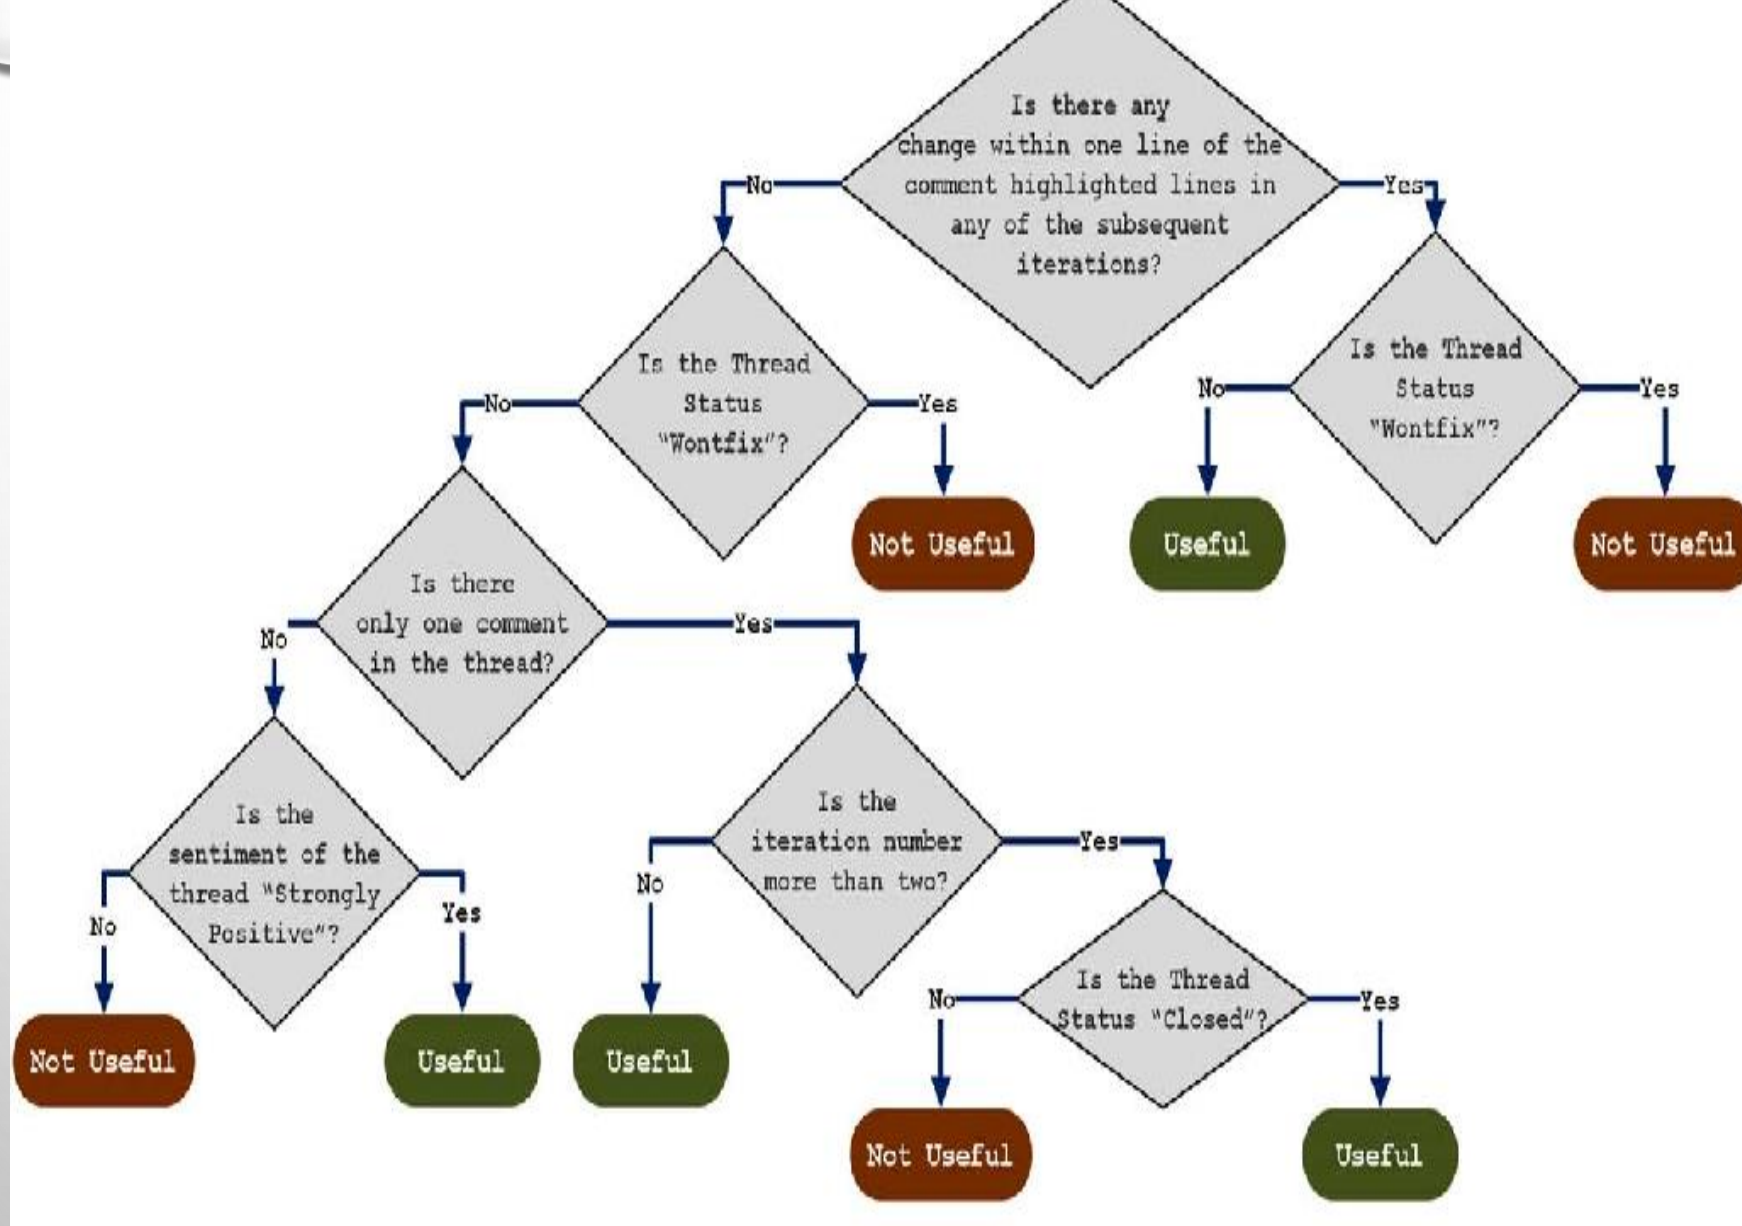 Is there any
change within one line of the
comment highlighted lines in
any of the subsequent
iterations?
No
Yes
Is the Thread
Status
“Wontfix”?
No
Yes
Is the Thread
Status
“Wontfix”?
No
Yes
Not Useful
Useful
Not Useful
Is there
only one comment
in the thread?
No
Yes
Is the
sentiment of the
thread “Strongly
Positive”?
No
Yes
Is the
iteration number
more than two?
No
Yes
Is the Thread
Status “Closed”?
No
Yes
Not Useful
Useful
Useful
Not Useful
Useful